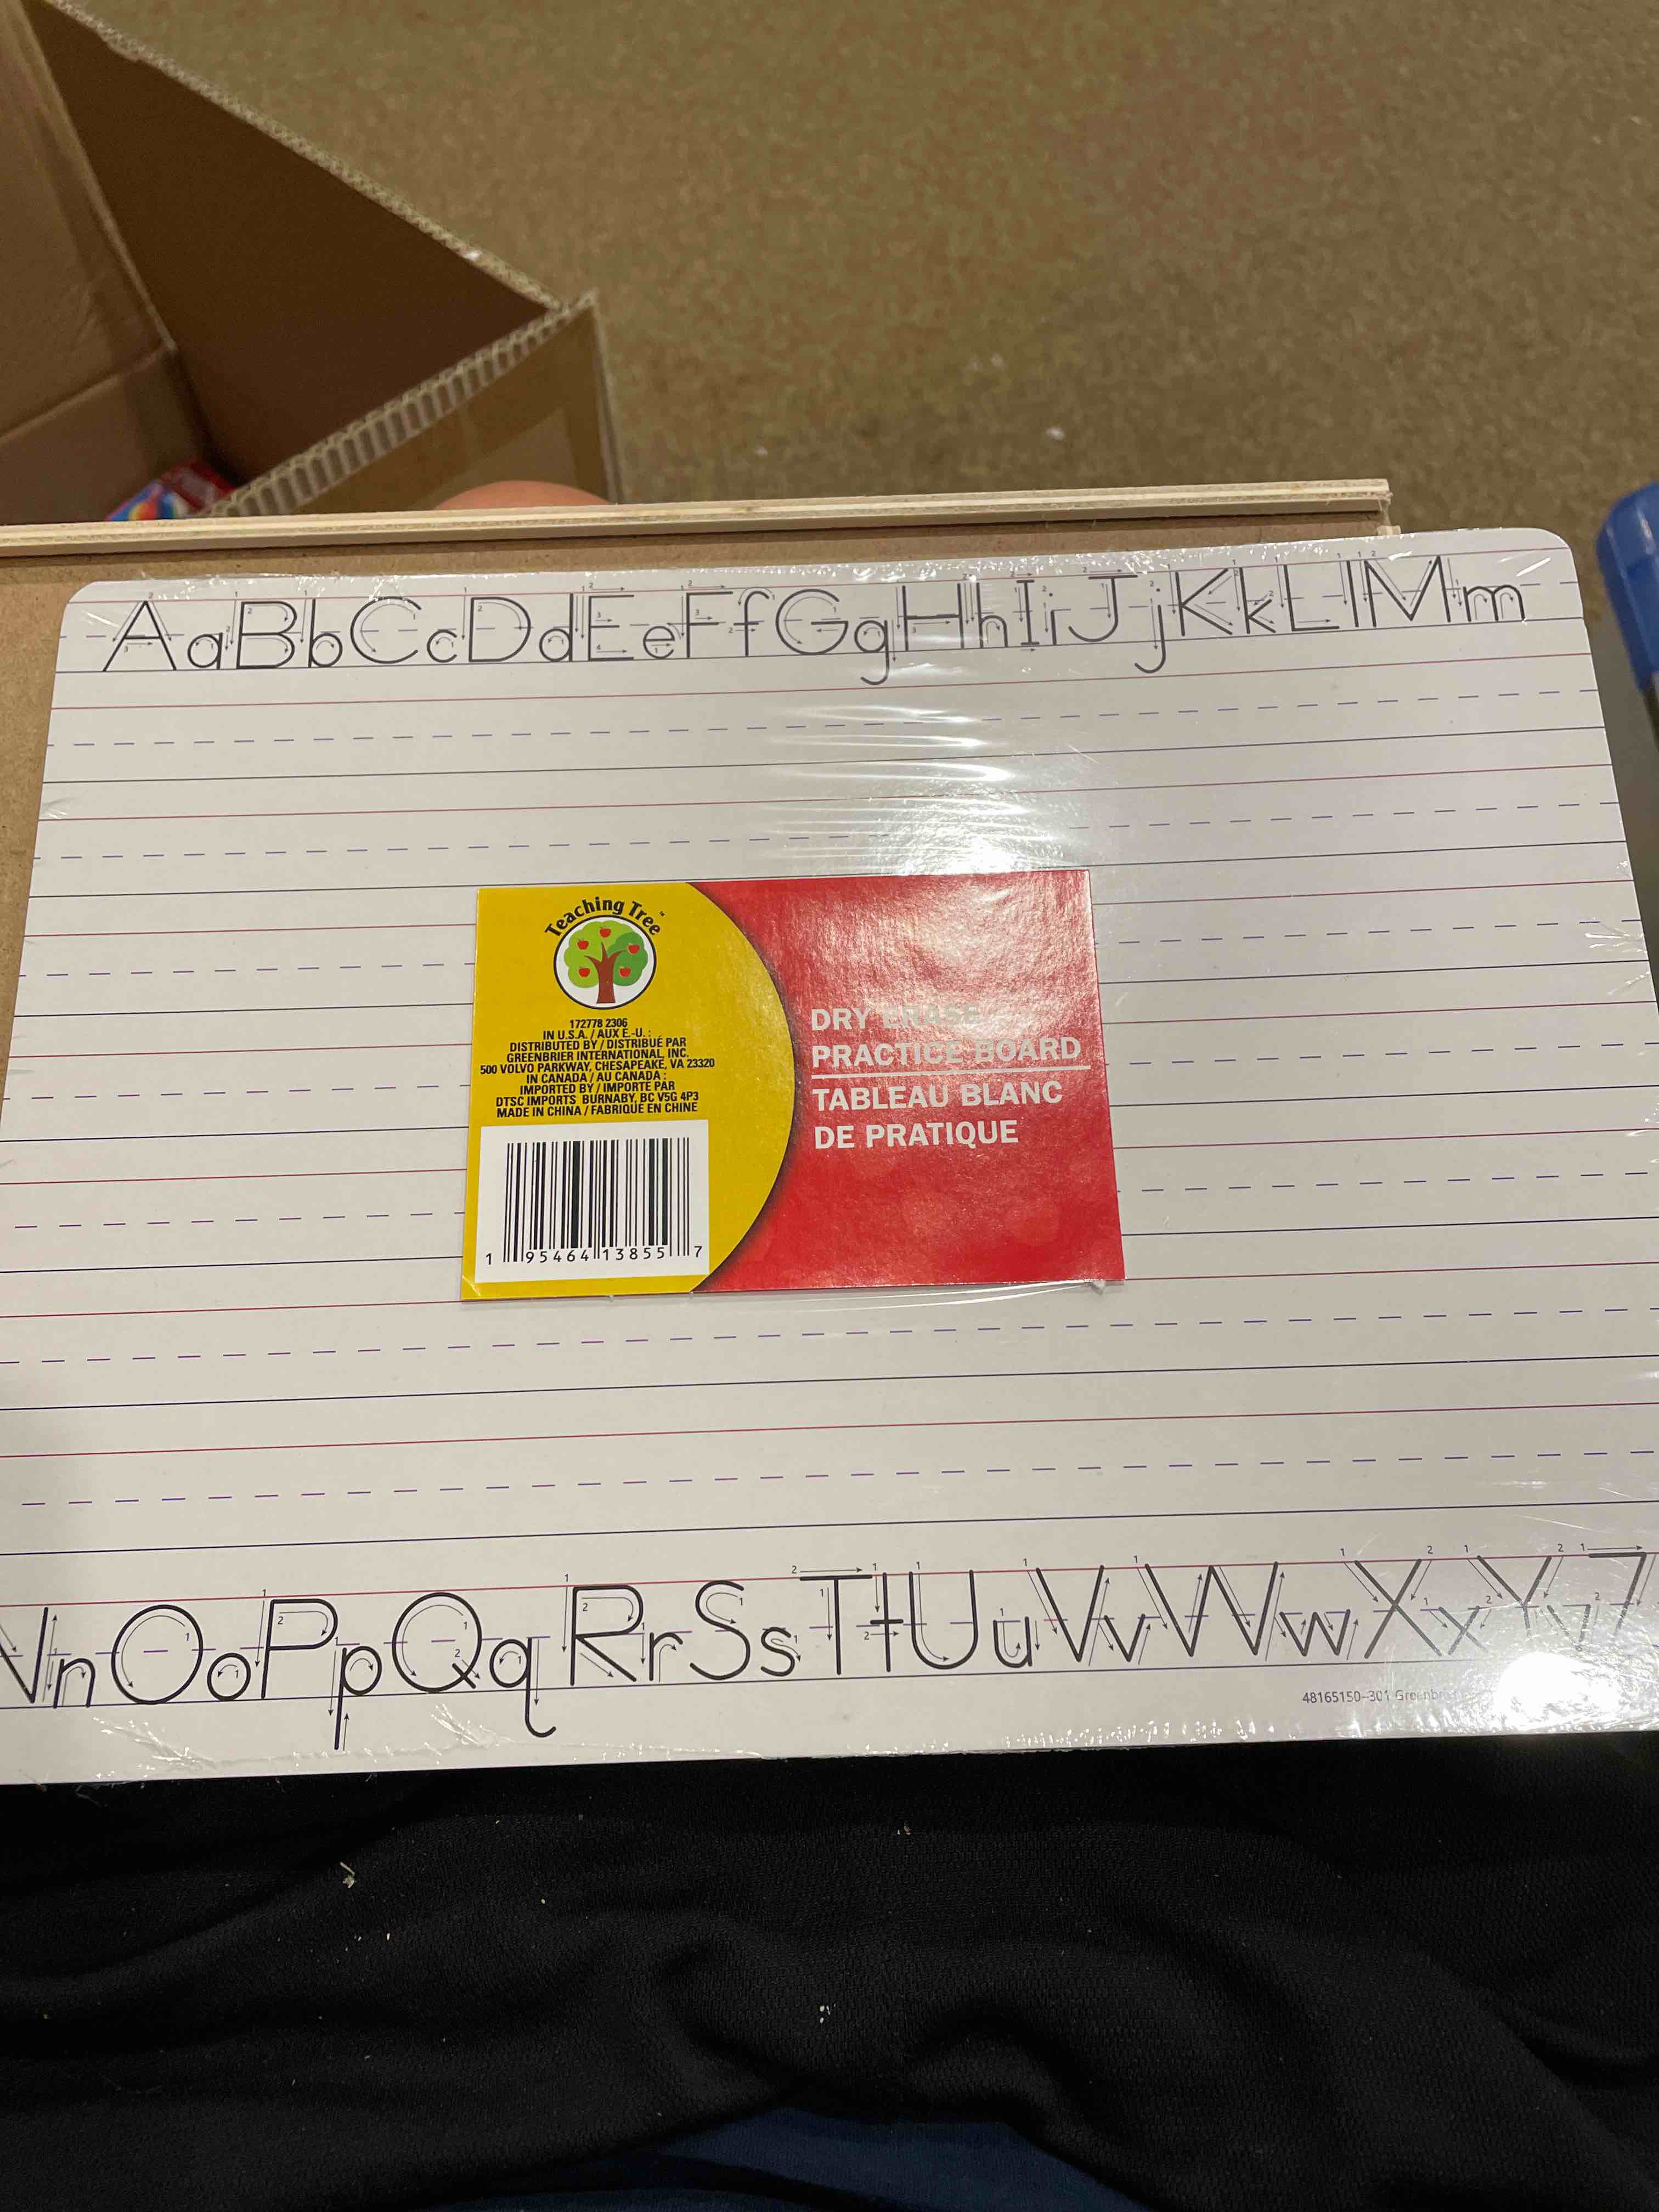 AaBbCcDdEeFfGgHhIiJjKkLlMm
Teaching Tree™
172778 2306
IN U.S.A. / AUX É.-U. :
DISTRIBUTED BY / DISTRIBUÉ PAR
GREENBRIER INTERNATIONAL, INC.
500 VOLVO PARKWAY, CHESAPEAKE, VA 23320
IN CANADA / AU CANADA :
IMPORTED BY / IMPORTÉ PAR
DTSC IMPORTS BURNABY, BC V5G 4P3
MADE IN CHINA / FABRIQUÉ EN CHINE
1 95464 13855 7
DRY ERASE
PRACTICE BOARD
TABLEAU BLANC
DE PRATIQUE
NnOoPpQqRrSsTtUuVvWwXxYy
48165150-301